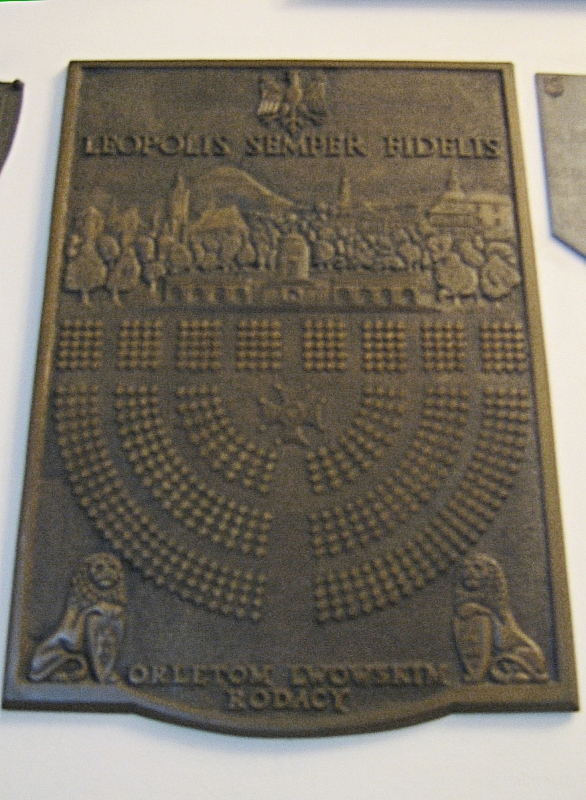 LEOPOLIS SEMPER FIDELIS
ORLĘTOM LWOWSKIM
RODACY